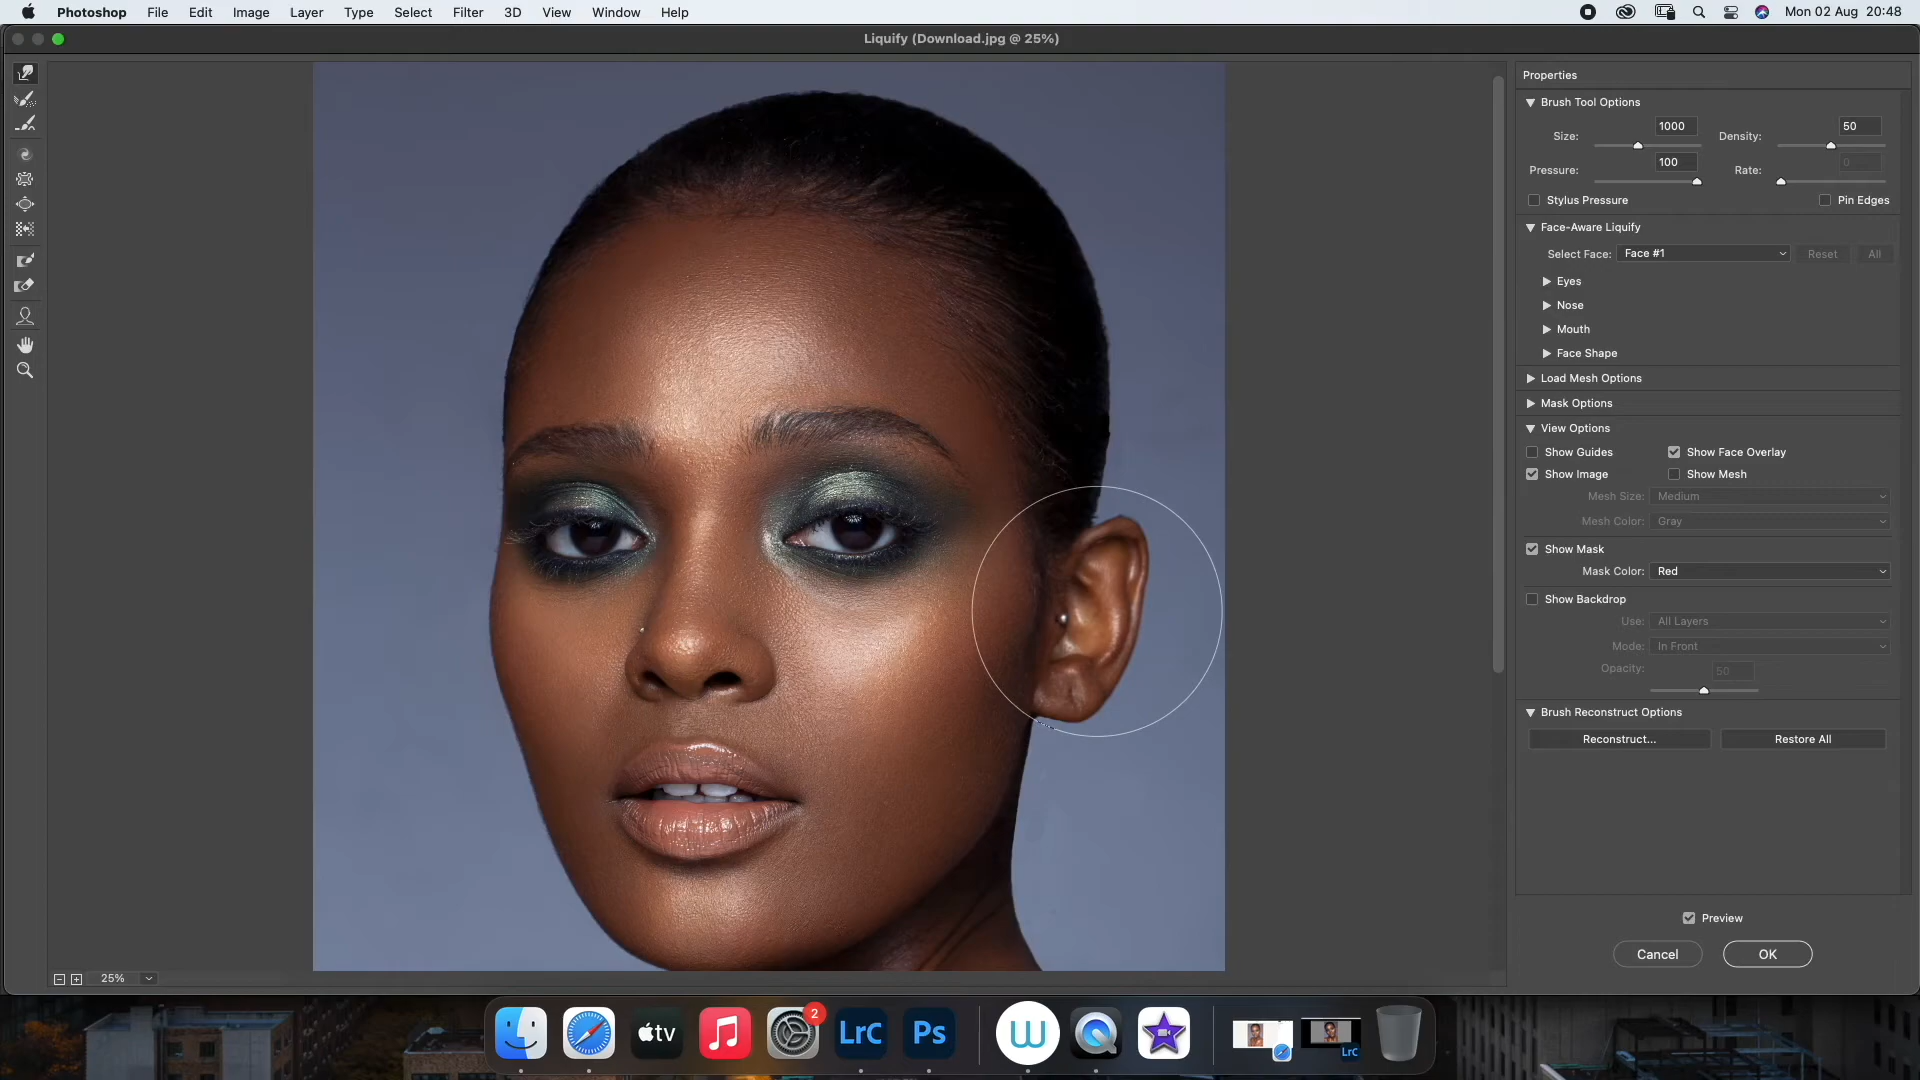 Photoshop File Edit Image Layer Type Select Filter 3D View Window Help Mon 02 Aug 20:48
Liquify (Download.jpg @ 25%)
Properties
Brush Tool Options
Size: 1000 Density: 50
Pressure: 100 Rate: 0
Stylus Pressure Pin Edges
Face-Aware Liquify
Select Face: Face #1 Reset All
Eyes
Nose
Mouth
Face Shape
Load Mesh Options
Mask Options
View Options
Show Guides Show Face Overlay
Show Image Show Mesh
Mesh Size: Medium
Mesh Color: Gray
Show Mask
Mask Color: Red
Show Backdrop
Use: All Layers
Mode: In Front
Opacity: 50
Brush Reconstruct Options
Reconstruct... Restore All
Preview
Cancel OK
25%
tv 2 LrC Ps W LrC